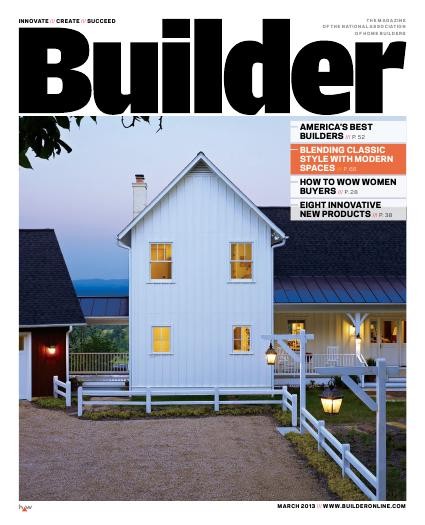 INNOVATE /// CREATE /// SUCCEED
THE MAGAZINE
OF THE NATIONAL ASSOCIATION
OF HOME BUILDERS
Builder
AMERICA'S BEST
BUILDERS /// P. 52
BLENDING CLASSIC
STYLE WITH MODERN
SPACES /// P. 68
HOW TO WOW WOMEN
BUYERS /// P. 28
EIGHT INNOVATIVE
NEW PRODUCTS /// P. 38
MARCH 2013 /// WWW.BUILDERONLINE.COM